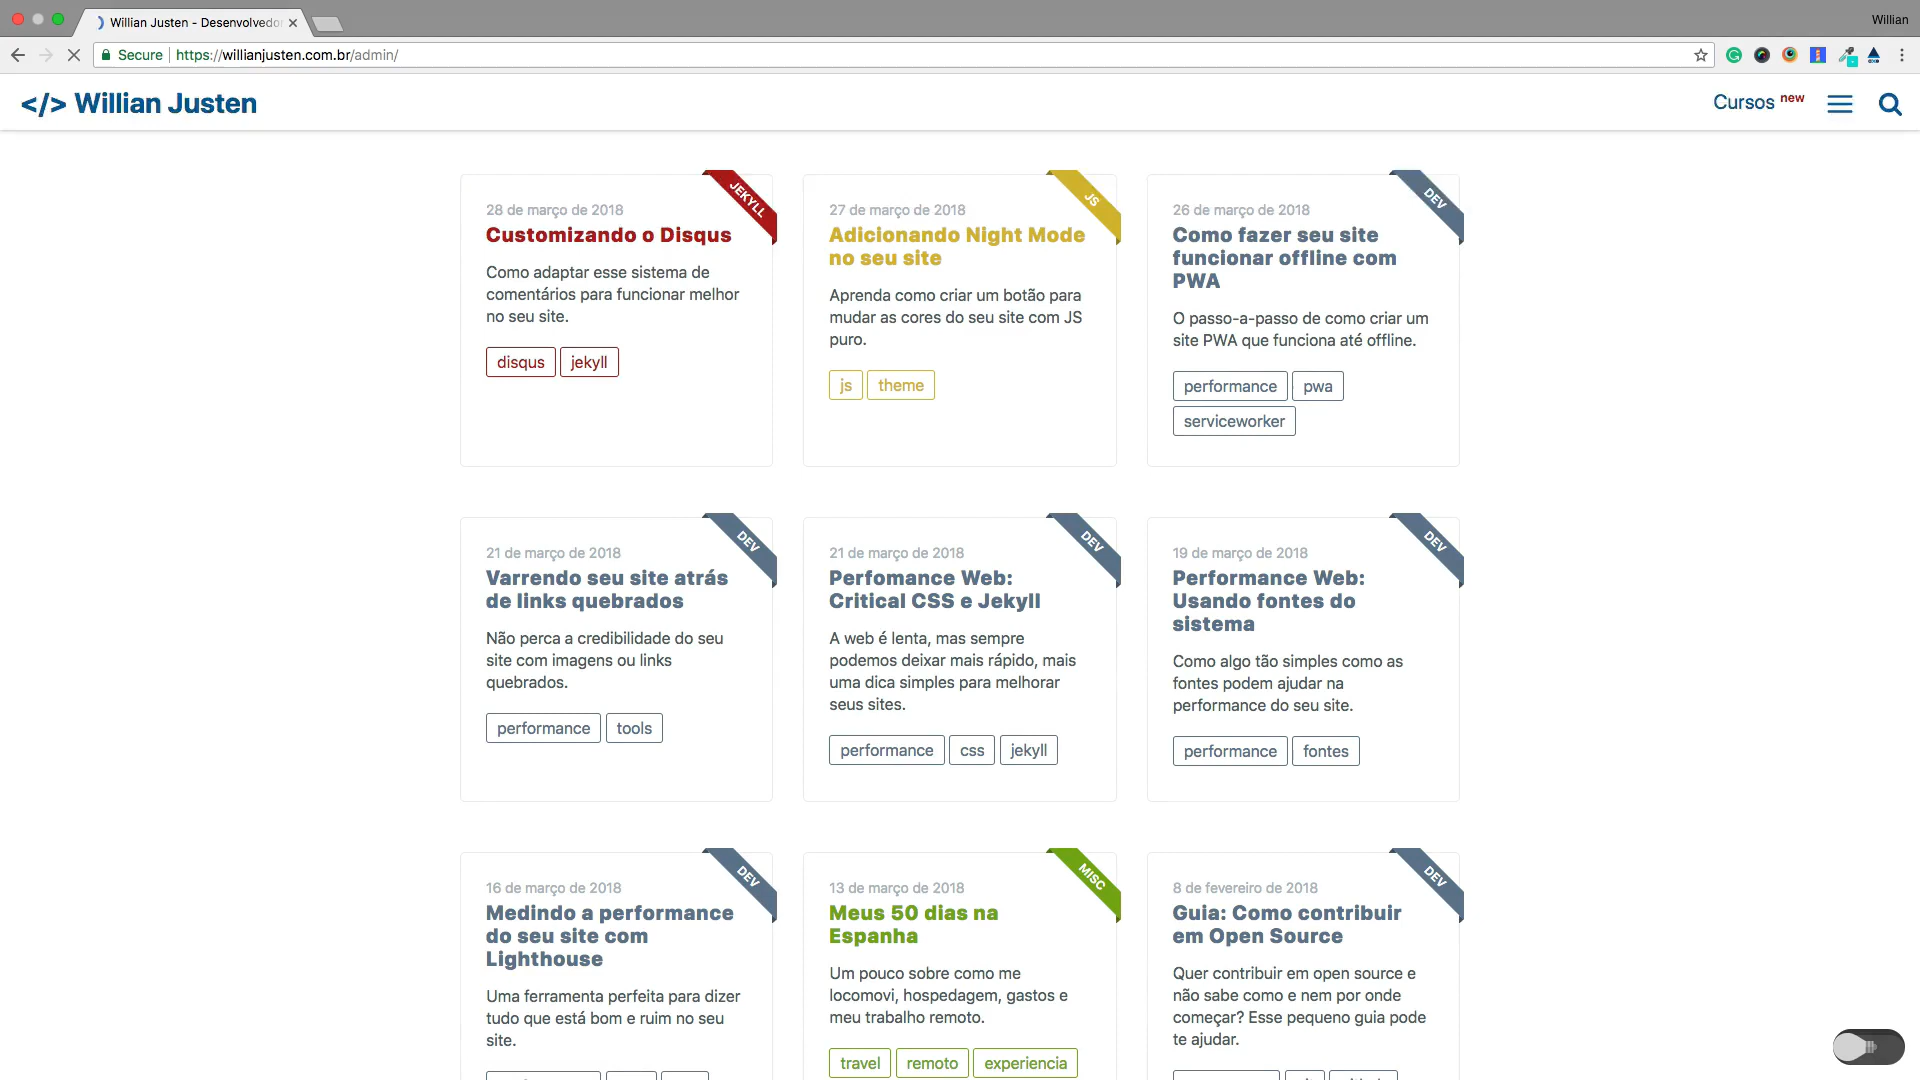 Willian Justen - Desenvolvedo
Willian
Secure
https://willianjusten.com.br/admin/
</> Willian Justen
Cursos new
JEKYLL
28 de março de 2018
Customizando o Disqus
Como adaptar esse sistema de
comentários para funcionar melhor
no seu site.
disqus jekyll
JS
27 de março de 2018
Adicionando Night Mode
no seu site
Aprenda como criar um botão para
mudar as cores do seu site com JS
puro.
js theme
DEV
26 de março de 2018
Como fazer seu site
funcionar offline com
PWA
O passo-a-passo de como criar um
site PWA que funciona até offline.
performance pwa
serviceworker
DEV
21 de março de 2018
Varrendo seu site atrás
de links quebrados
Não perca a credibilidade do seu
site com imagens ou links
quebrados.
performance tools
DEV
21 de março de 2018
Perfomance Web:
Critical CSS e Jekyll
A web é lenta, mas sempre
podemos deixar mais rápido, mais
uma dica simples para melhorar
seus sites.
performance css jekyll
DEV
19 de março de 2018
Performance Web:
Usando fontes do
sistema
Como algo tão simples como as
fontes podem ajudar na
performance do seu site.
performance fontes
DEV
16 de março de 2018
Medindo a performance
do seu site com
Lighthouse
Uma ferramenta perfeita para dizer
tudo que está bom e ruim no seu
site.
MISC
13 de março de 2018
Meus 50 dias na
Espanha
Um pouco sobre como me
locomovi, hospedagem, gastos e
meu trabalho remoto.
travel remoto experiencia
DEV
8 de fevereiro de 2018
Guia: Como contribuir
em Open Source
Quer contribuir em open source e
não sabe como e nem por onde
começar? Esse pequeno guia pode
te ajudar.